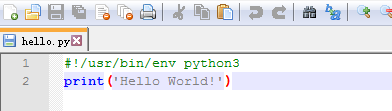 hello.py
1 #!/usr/bin/env python3
2 print('Hello World!')